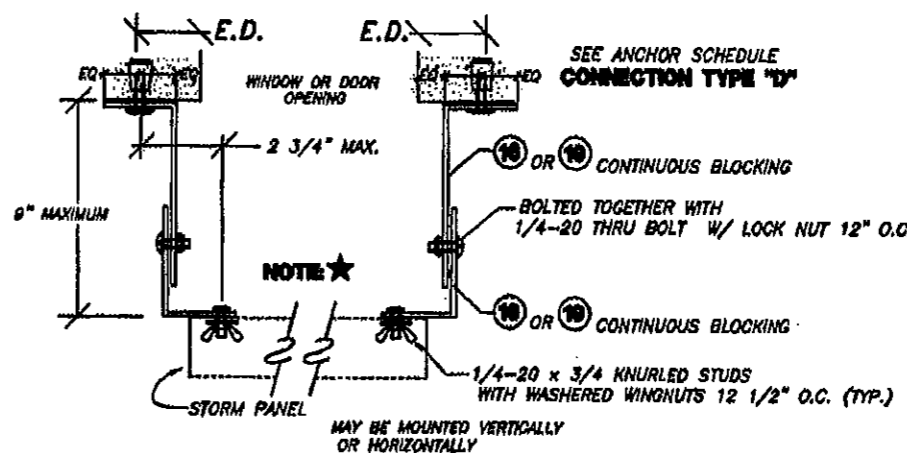 E.D.
E.D.
SEE ANCHOR SCHEDULE
CONNECTION TYPE "D"
EQ
EQ
EQ
EQ
WINDOW OR DOOR
OPENING
2 3/4" MAX.
OR
CONTINUOUS BLOCKING
9" MAXIMUM
BOLTED TOGETHER WITH
1/4-20 THRU BOLT W/ LOCK NUT 12" O.C
NOTE: ★
OR
CONTINUOUS BLOCKING
1/4-20 x 3/4 KNURLED STUDS
WITH WASHERED WINGNUTS 12 1/2" O.C. (TYP.)
STORM PANEL
MAY BE MOUNTED VERTICALLY
OR HORIZONTALLY